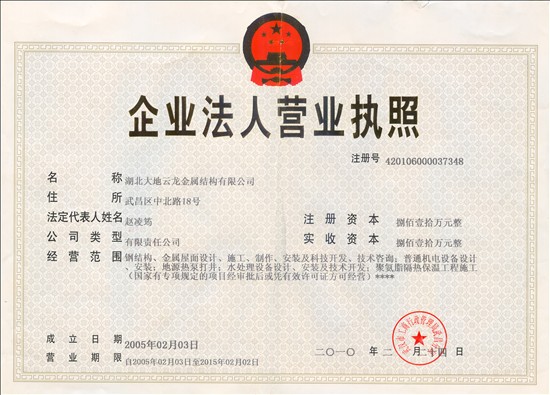 企业法人营业执照
注册号 420106000037348
名称 湖北大地云龙金属结构有限公司
住所 武昌区中北路18号
法定代表人姓名 赵凌笃
注册资本 捌佰壹拾万元整
公司类型 有限责任公司
实收资本 捌佰壹拾万元整
经营范围 钢结构、金属屋面设计、施工、制作、安装及科技开发、技术咨询；普通机电设备设计
、安装；地源热泵打井；水处理设备设计、安装及技术开发；聚氨脂隔热保温工程施工
（国家有专项规定的项目经审批后或凭有效许可证方可经营）****
成立日期 2005年02月03日
营业期限 自2005年02月03日至2015年02月02日
二〇一〇年二月二十四日